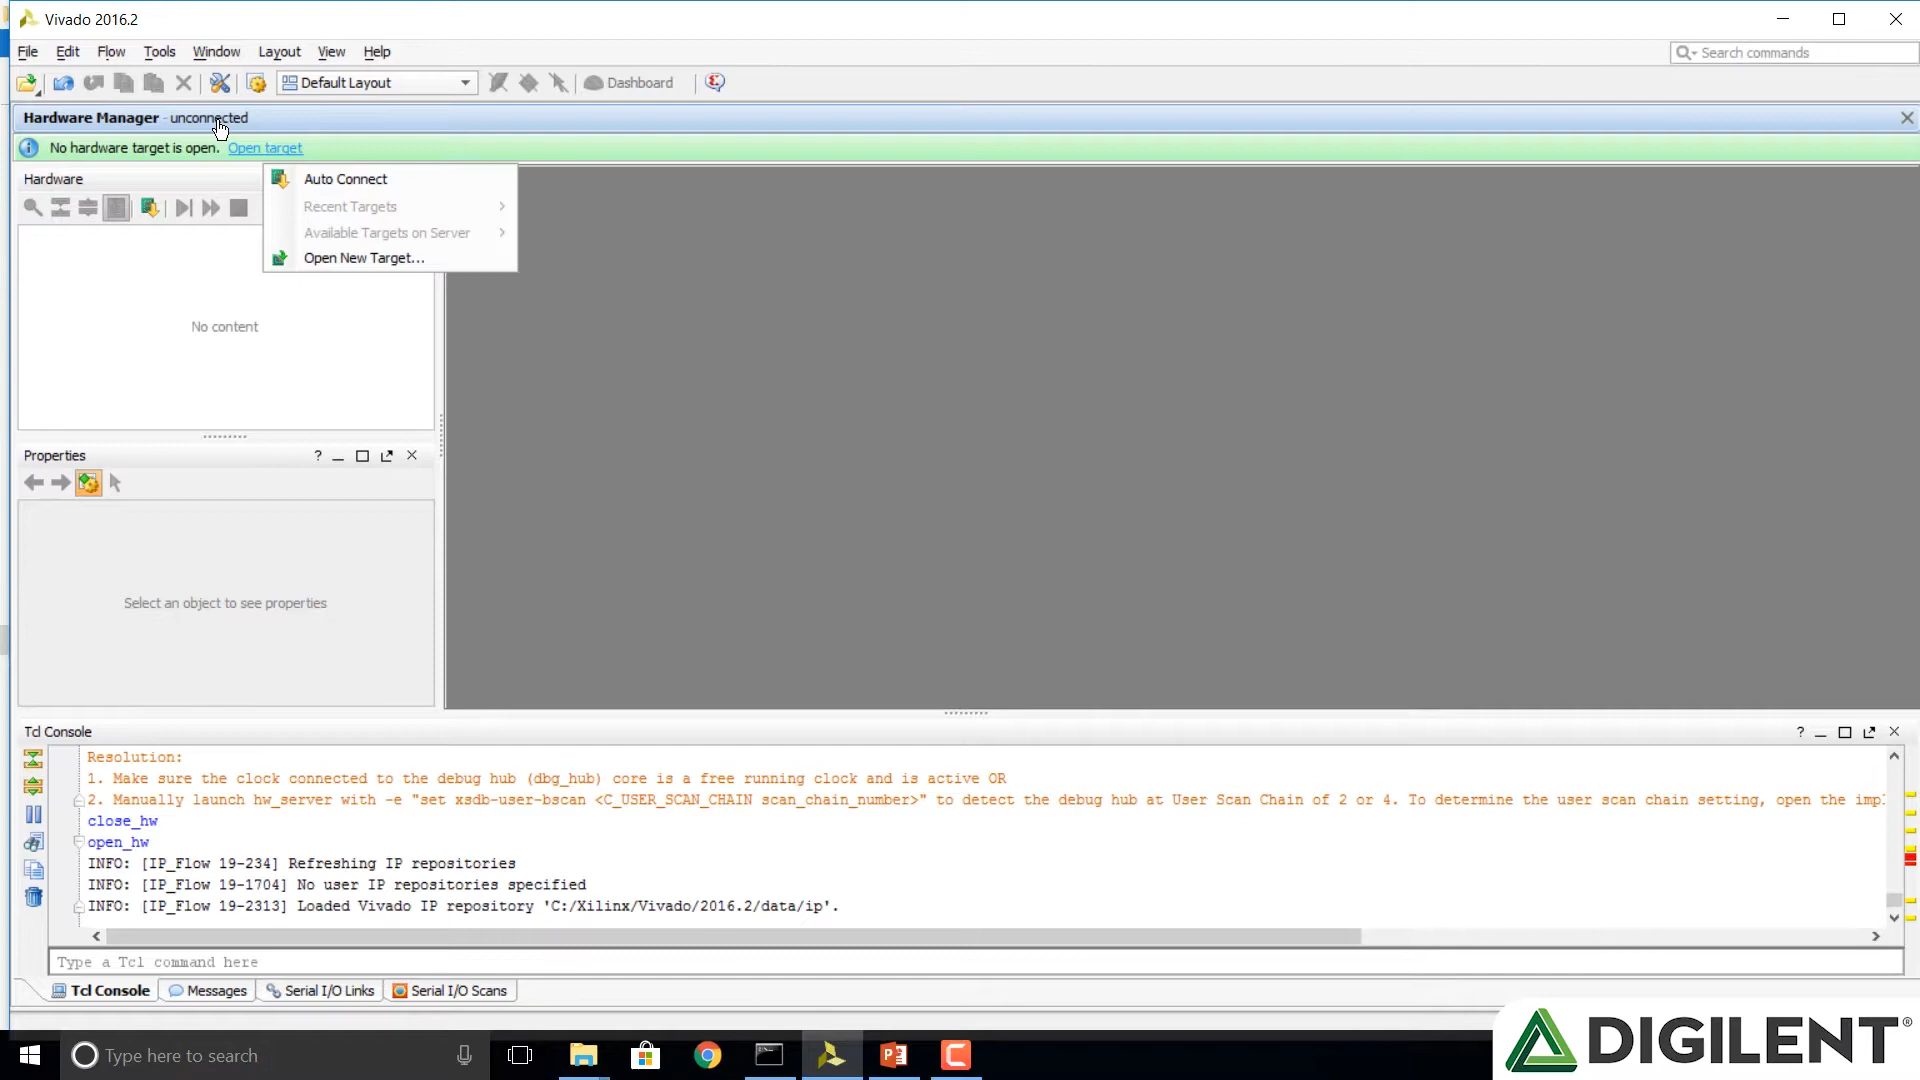 Vivado 2016.2
File Edit Flow Tools Window Layout View Help
Search commands
Default Layout
Dashboard
Hardware Manager - unconnected
No hardware target is open. Open target
Hardware
Auto Connect
Recent Targets
Available Targets on Server
Open New Target...
No content
Properties
?
Select an object to see properties
Tcl Console
?
Resolution:
1. Make sure the clock connected to the debug hub (dbg_hub) core is a free running clock and is active OR
2. Manually launch hw_server with -e "set xsdb-user-bscan <C_USER_SCAN_CHAIN scan_chain_number>" to detect the debug hub at User Scan Chain of 2 or 4. To determine the user scan chain setting, open the impl
close_hw
open_hw
INFO: [IP_Flow 19-234] Refreshing IP repositories
INFO: [IP_Flow 19-1704] No user IP repositories specified
INFO: [IP_Flow 19-2313] Loaded Vivado IP repository 'C:/Xilinx/Vivado/2016.2/data/ip'.
Type a Tcl command here
Tcl Console Messages Serial I/O Links Serial I/O Scans
Type here to search
DIGILENT®